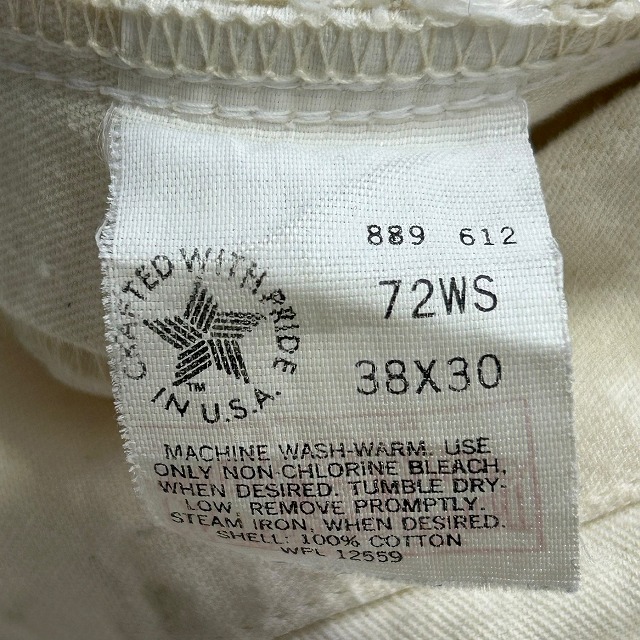 889 612
72WS
38X30
CRAFTED WITH PRIDE
IN U.S.A.
TM
MACHINE WASH-WARM. USE
ONLY NON-CHLORINE BLEACH,
WHEN DESIRED. TUMBLE DRY-
LOW, REMOVE PROMPTLY.
STEAM IRON, WHEN DESIRED.
SHELL: 100% COTTON
WPL 12559